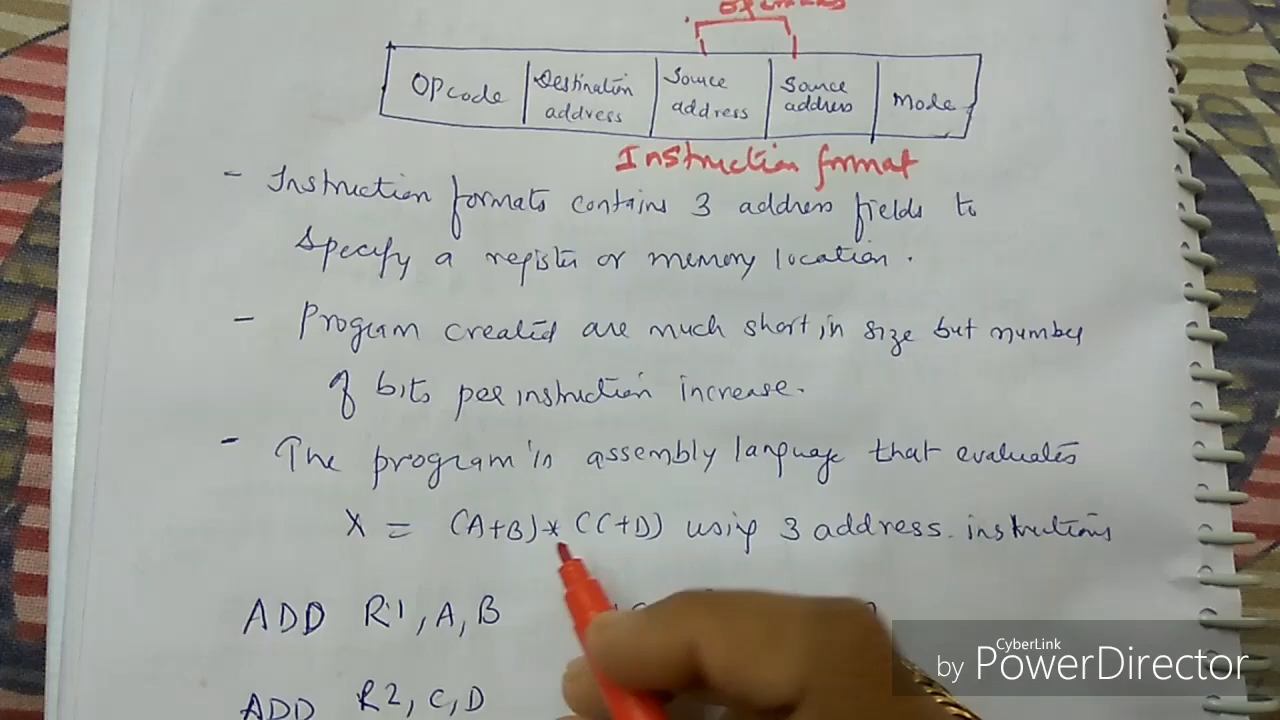 Opcode Destination address Source address Source address Mode
Instruction format
- Instruction formats contains 3 address fields to
specify a register or memory location.
- Program created are much short in size but number
of bits per instruction increase.
- The program in assembly language that evaluates
X = (A+B) * (C+D) using 3 address instructions
ADD R1, A, B
ADD R2, C, D
CyberLink
by PowerDirector